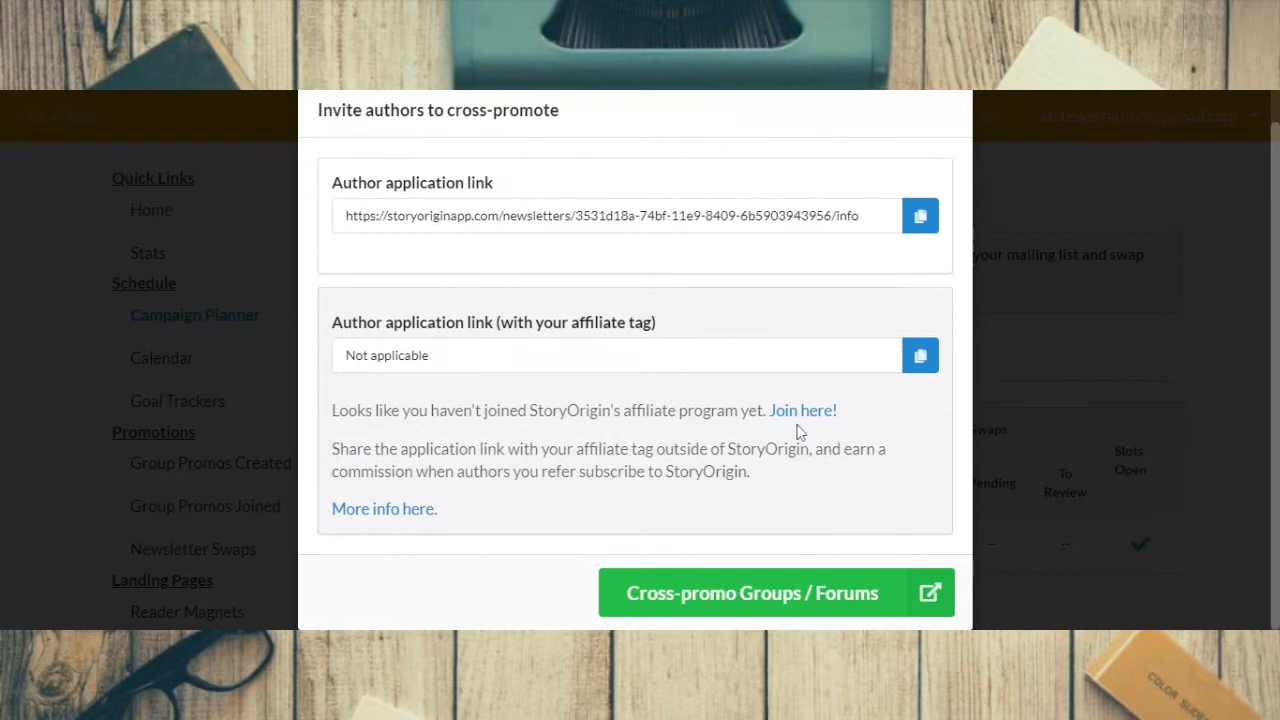 Invite authors to cross-promote
Author application link
https://storyoriginapp.com/newsletters/3531d18a-74bf-11e9-8409-6b5903943956/info
Author application link (with your affiliate tag)
Not applicable
Looks like you haven't joined StoryOrigin's affiliate program yet. Join here!
Share the application link with your affiliate tag outside of StoryOrigin, and earn a
commission when authors you refer subscribe to StoryOrigin.
More info here.
Cross-promo Groups / Forums
Quick Links
Home
Stats
Schedule
Campaign Planner
Calendar
Goal Trackers
Promotions
Group Promos Created
Group Promos Joined
Newsletter Swaps
Landing Pages
Reader Magnets
your mailing list and swap
Swaps
Pending
To
Review
Slots
Open
--
--